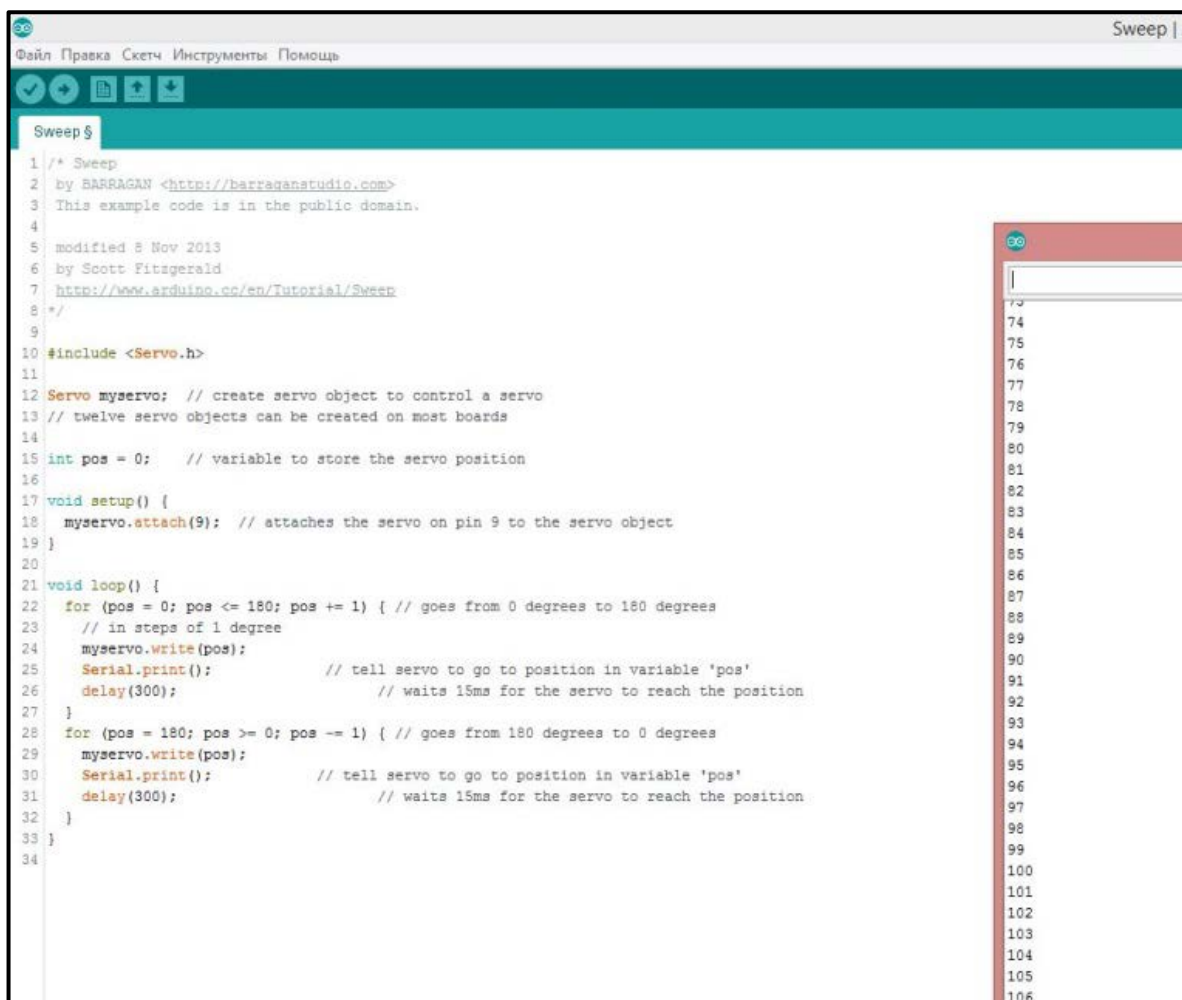 Sweep |
Файл Правка Скетч Инструменты Помощь
Sweep §
1 /* Sweep
2 by BARRAGAN <http://barraganstudio.com>
3 This example code is in the public domain.
4
5 modified 8 Nov 2013
6 by Scott Fitzgerald
7 http://www.arduino.cc/en/Tutorial/Sweep
8 */
9
10 #include <Servo.h>
11
12 Servo myservo;  // create servo object to control a servo
13 // twelve servo objects can be created on most boards
14
15 int pos = 0;    // variable to store the servo position
16
17 void setup() {
18   myservo.attach(9);  // attaches the servo on pin 9 to the servo object
19 }
20
21 void loop() {
22   for (pos = 0; pos <= 180; pos += 1) { // goes from 0 degrees to 180 degrees
23     // in steps of 1 degree
24     myservo.write(pos);
25     Serial.print();              // tell servo to go to position in variable 'pos'
26     delay(300);                       // waits 15ms for the servo to reach the position
27   }
28   for (pos = 180; pos >= 0; pos -= 1) { // goes from 180 degrees to 0 degrees
29     myservo.write(pos);
30     Serial.print();             // tell servo to go to position in variable 'pos'
31     delay(300);                       // waits 15ms for the servo to reach the position
32   }
33 }
34
73
74
75
76
77
78
79
80
81
82
83
84
85
86
87
88
89
90
91
92
93
94
95
96
97
98
99
100
101
102
103
104
105
106